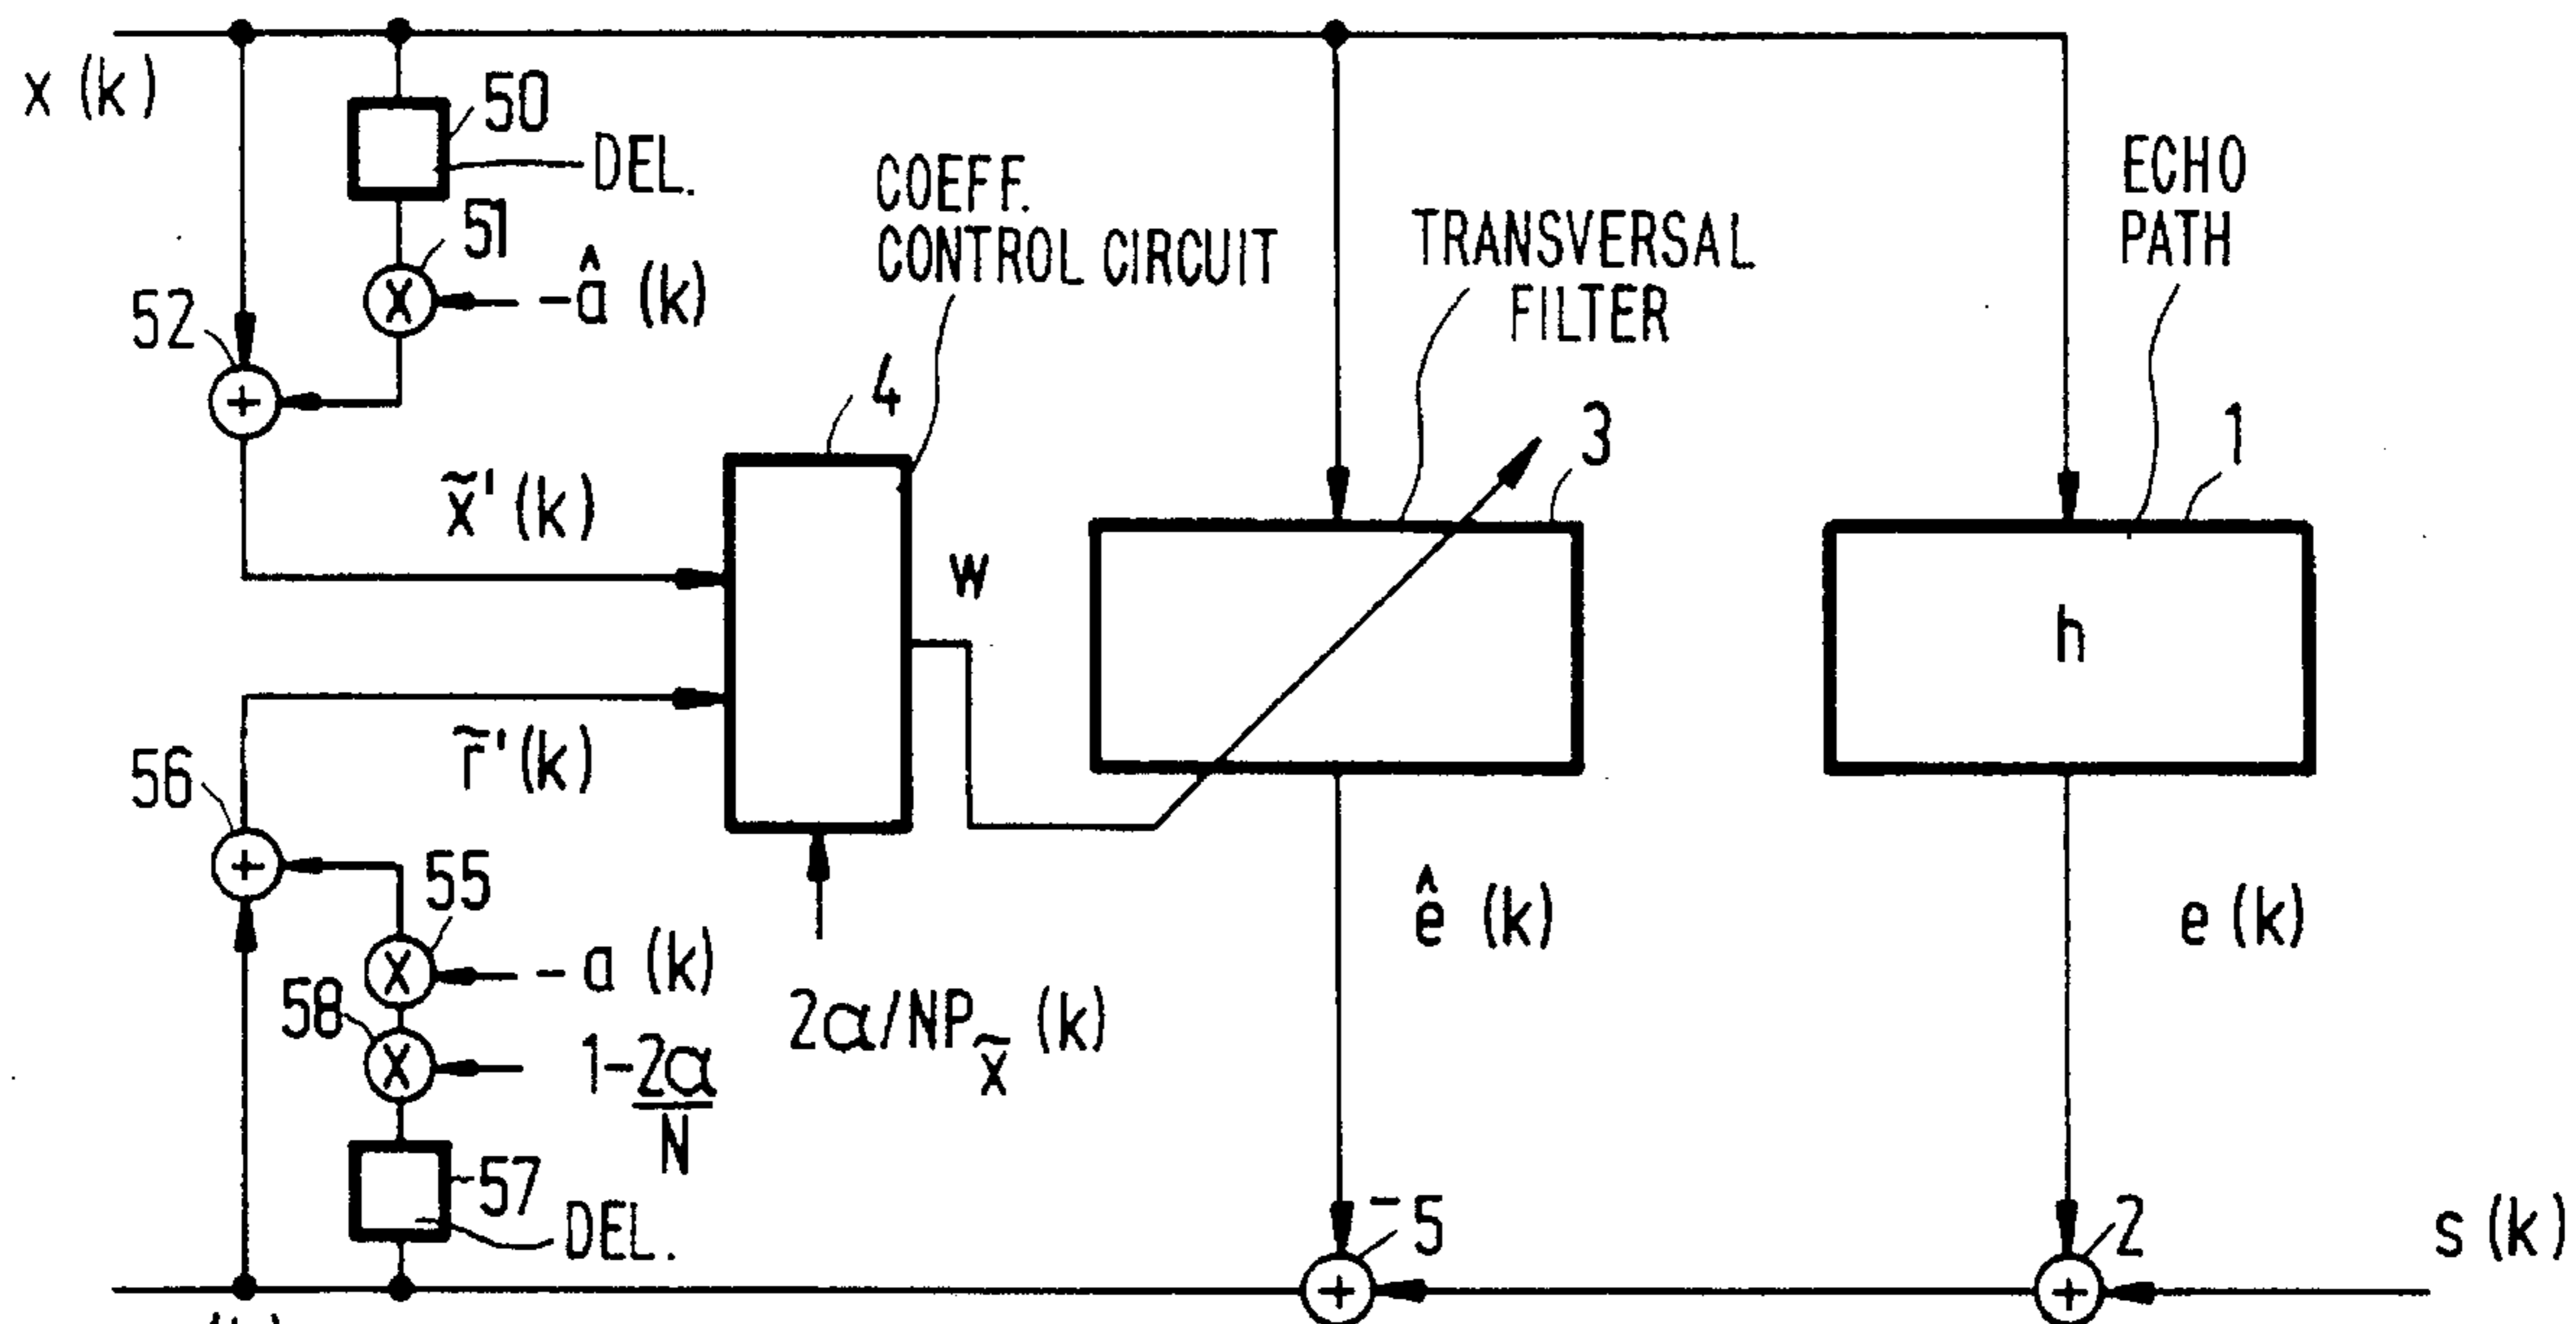 x (k)
50
DEL.
51
-â (k)
52
COEFF.
CONTROL CIRCUIT
TRANSVERSAL
FILTER
ECHO
PATH
4
3
1
x̃'(k)
w
h
r̃'(k)
56
55
-a (k)
58
1-2α/N
2α/NPx̃ (k)
ê (k)
e (k)
57
DEL.
- 5
2
s (k)
+
+
+
+
X
X
X